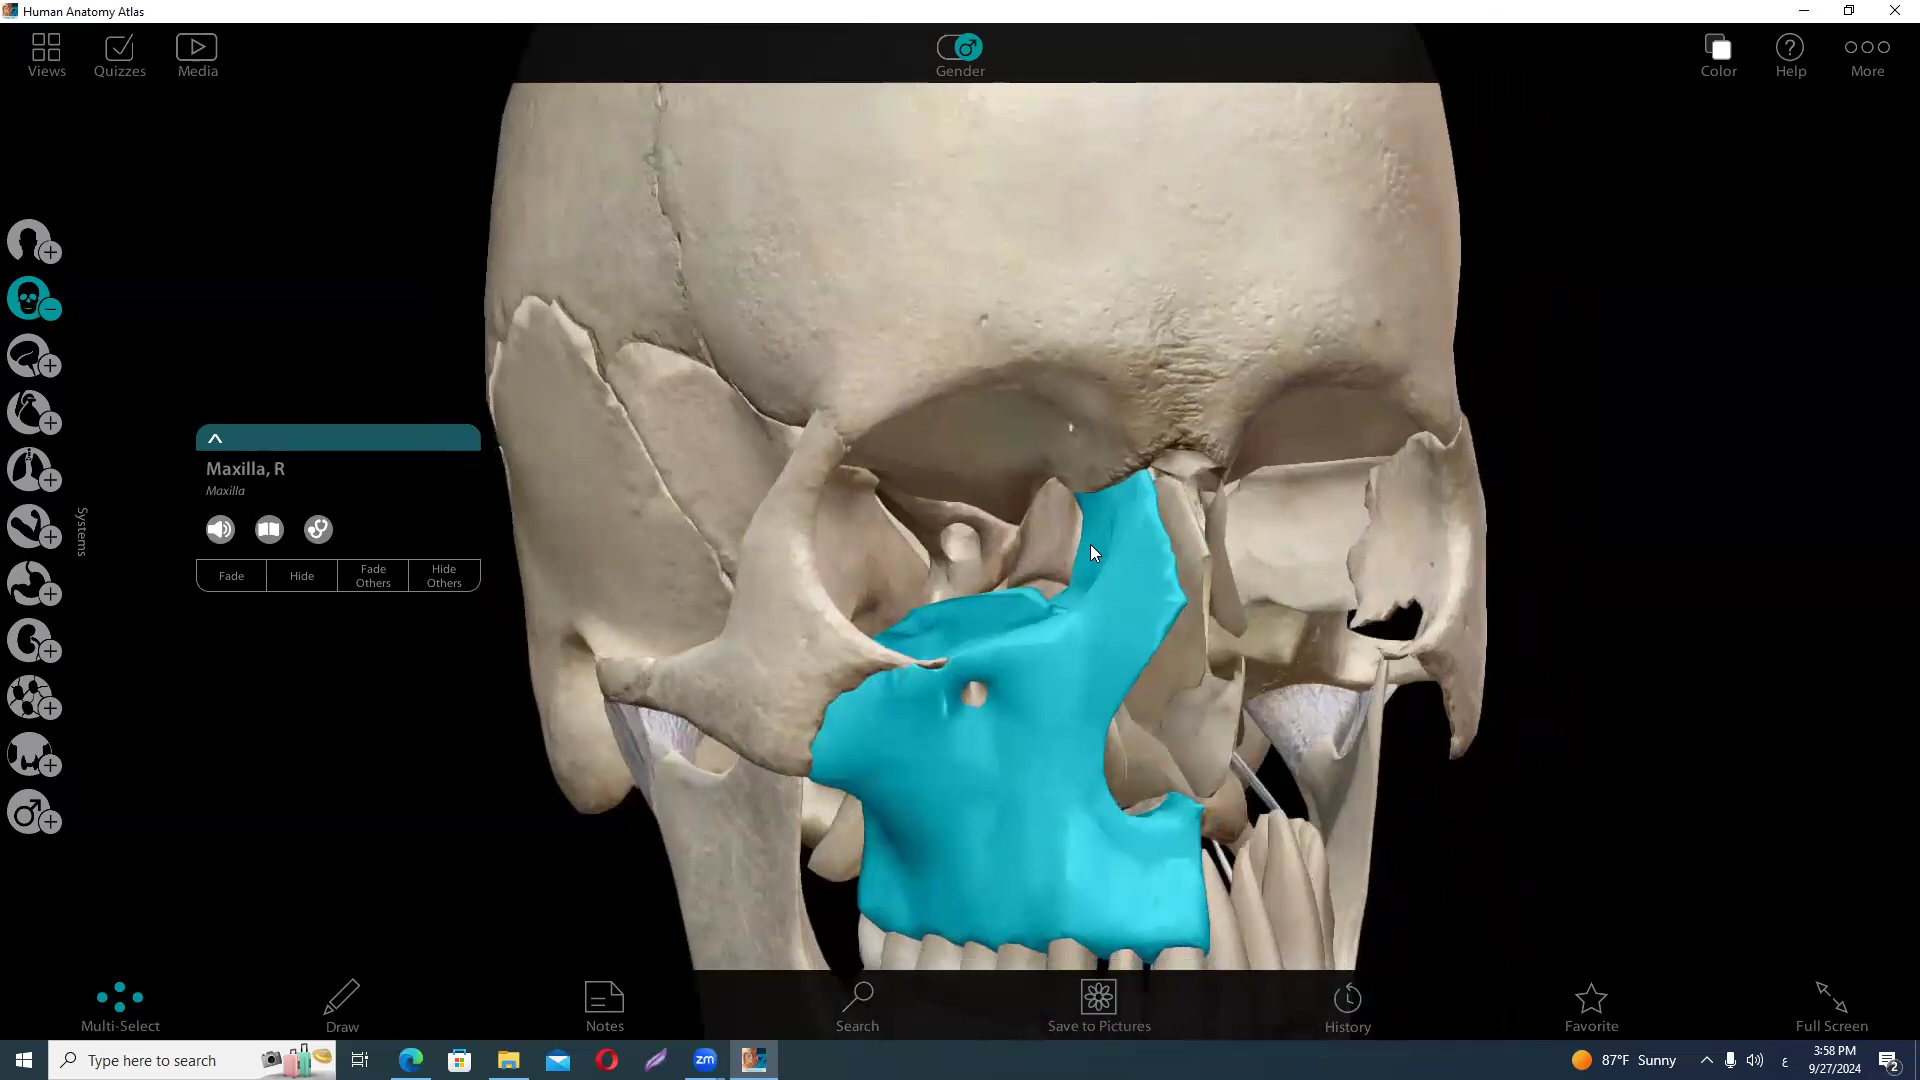 Human Anatomy Atlas
Views
Quizzes
Media
Gender
Color
Help
More
Systems
Maxilla, R
Maxilla
Fade
Hide
Fade
Others
Hide
Others
Multi-Select
Draw
Notes
Search
Save to Pictures
History
Favorite
Full Screen
Type here to search
zm
87°F Sunny
ع
3:58 PM
9/27/2024
2